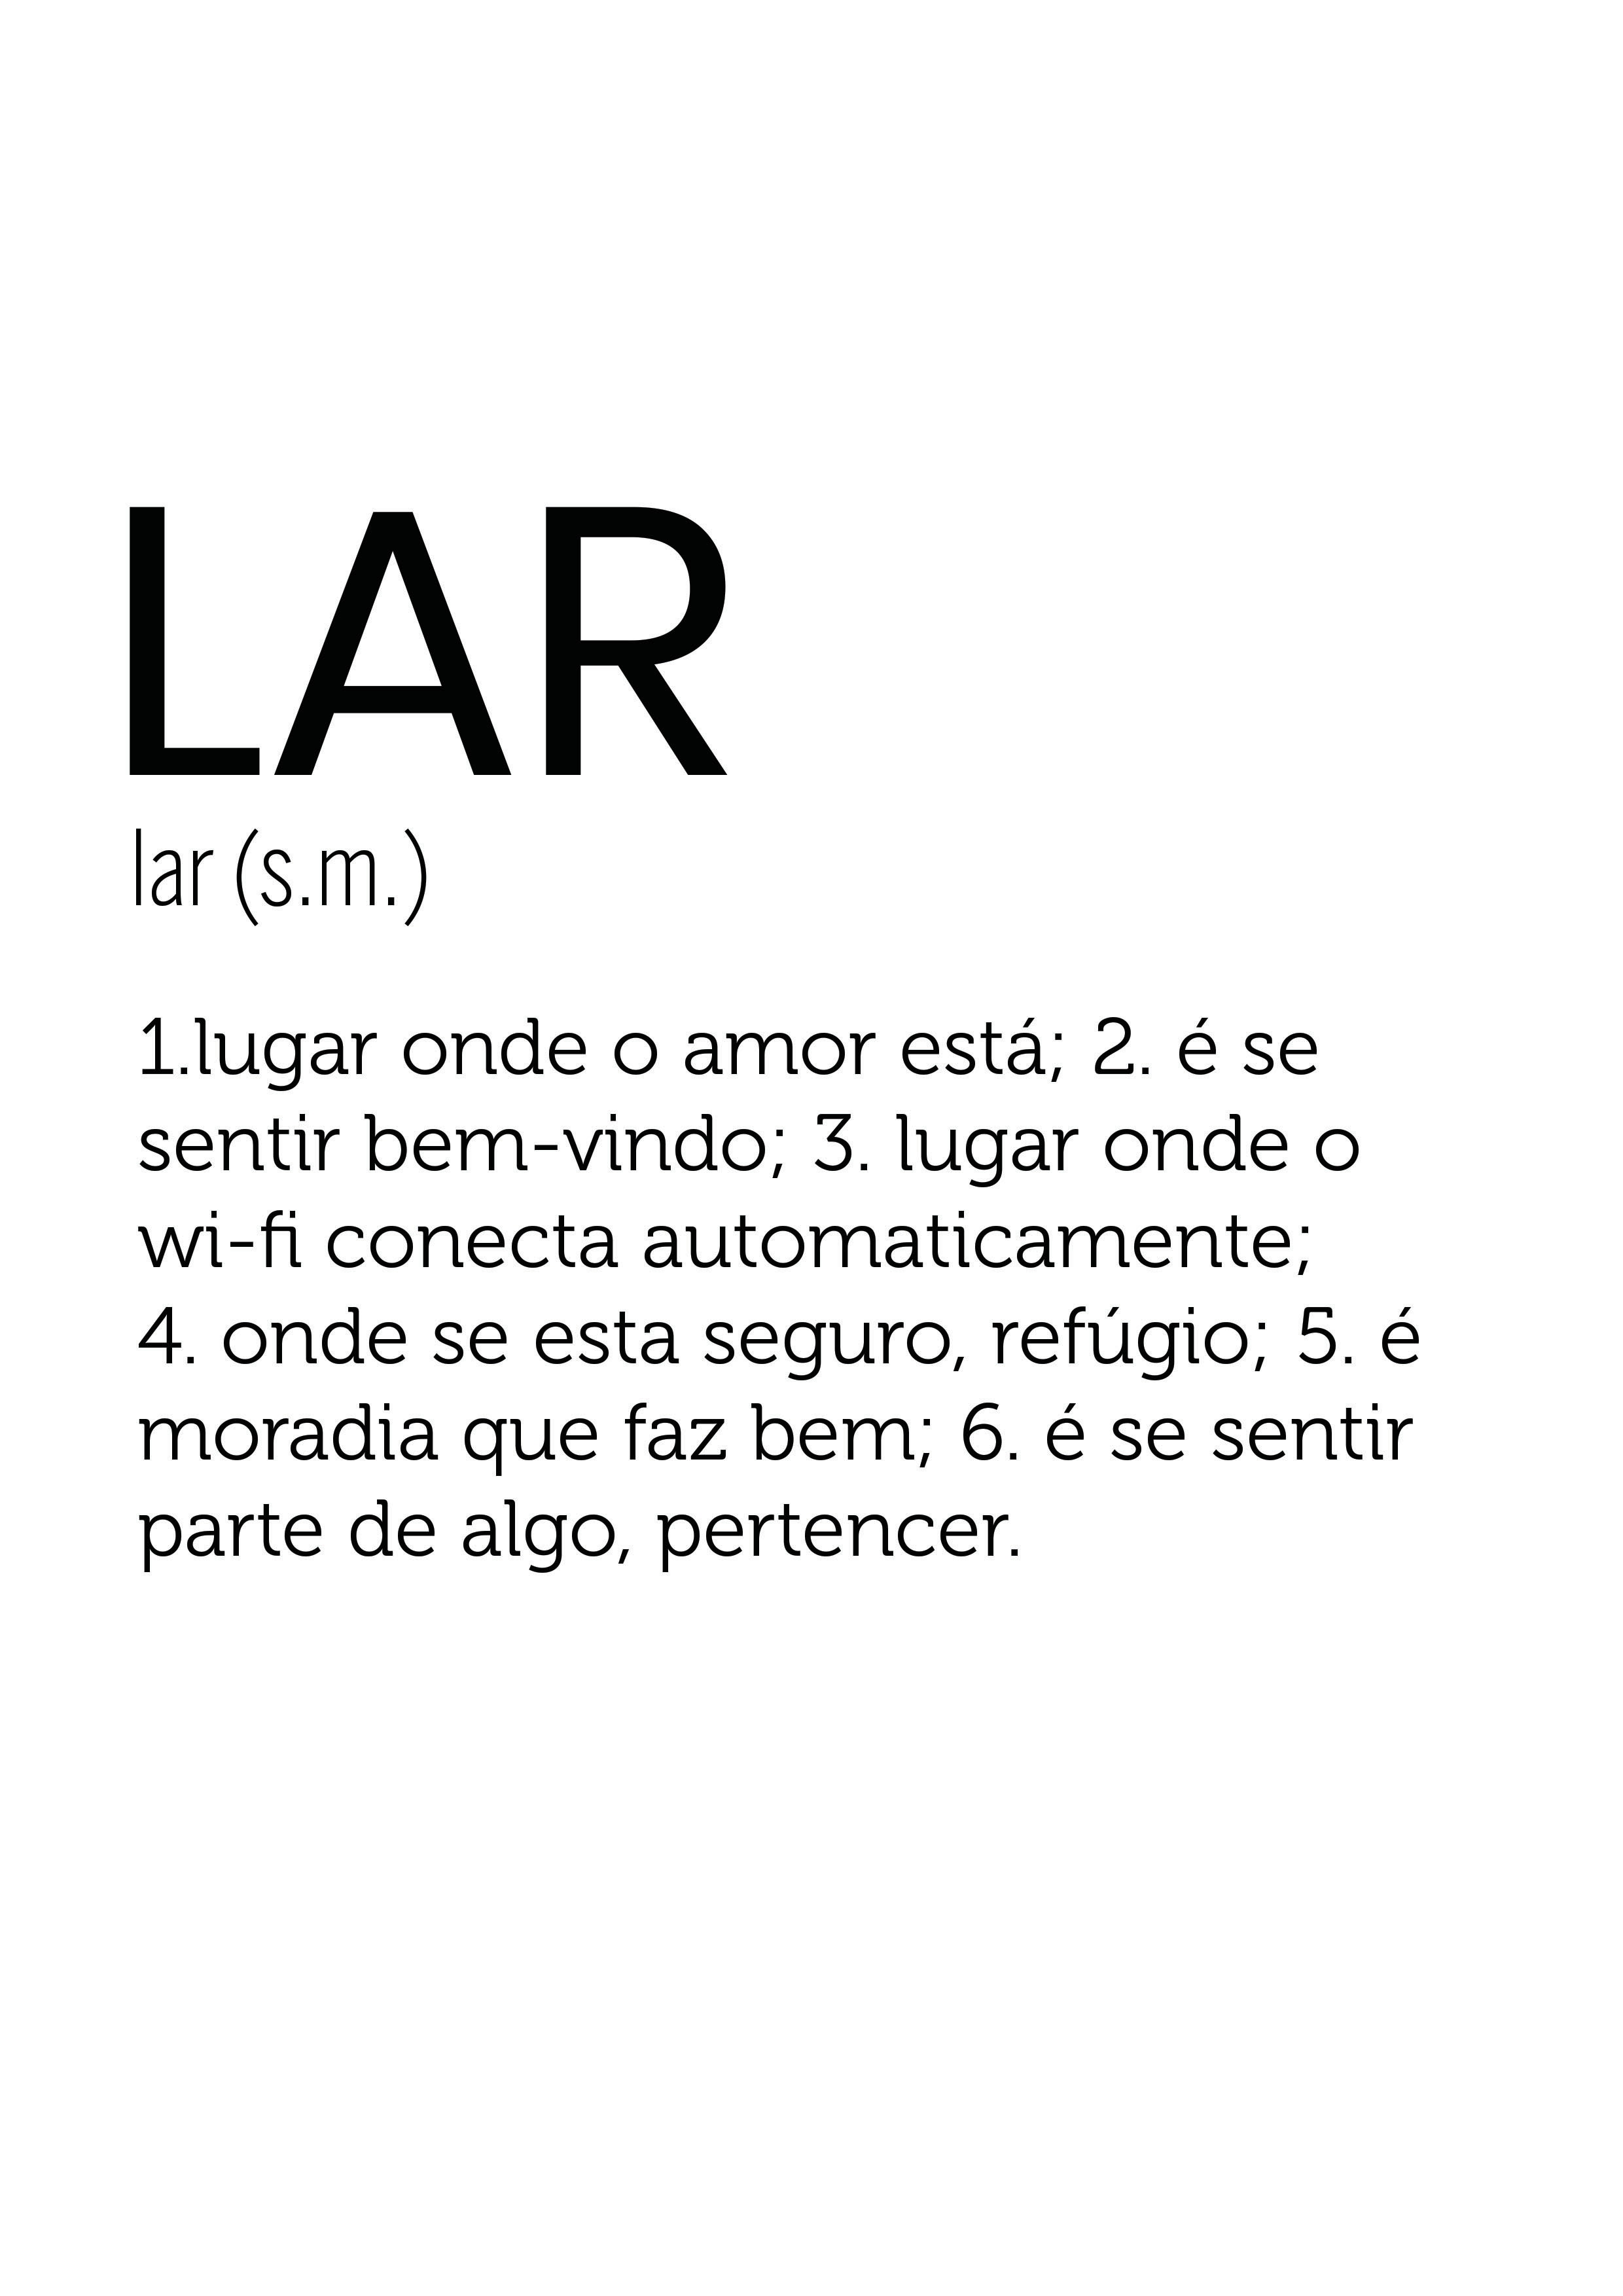 LAR
lar (s.m.)
1.lugar onde o amor está; 2. é se
sentir bem-vindo; 3. lugar onde o
wi-fi conecta automaticamente;
4. onde se esta seguro, refúgio; 5. é
moradia que faz bem; 6. é se sentir
parte de algo, pertencer.